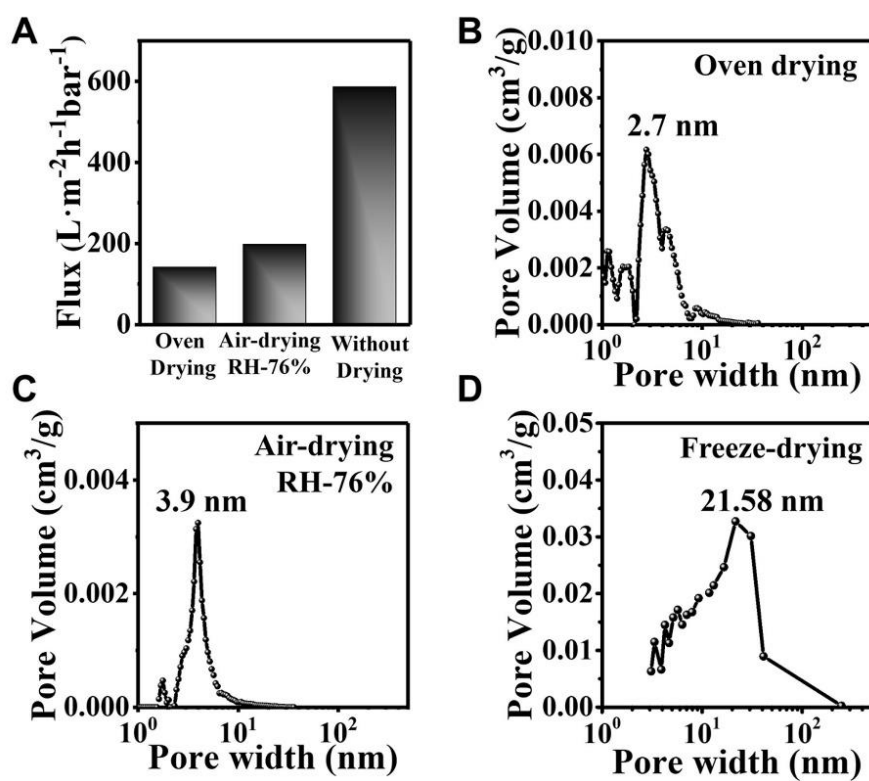 A
Flux (L·m⁻²h⁻¹bar⁻¹)
600
400
200
0
Oven
Drying
Air-drying
RH-76%
Without
Drying
B
Pore Volume (cm³/g)
0.010
0.008
0.006
0.004
0.002
0.000
Oven drying
2.7 nm
10⁰ 10¹ 10²
Pore width (nm)
C
Pore Volume (cm³/g)
0.004
0.002
0.000
Air-drying
RH-76%
3.9 nm
10⁰ 10¹ 10²
Pore width (nm)
D
Pore Volume (cm³/g)
0.05
0.04
0.03
0.02
0.01
0.00
Freeze-drying
21.58 nm
10⁰ 10¹ 10²
Pore width (nm)